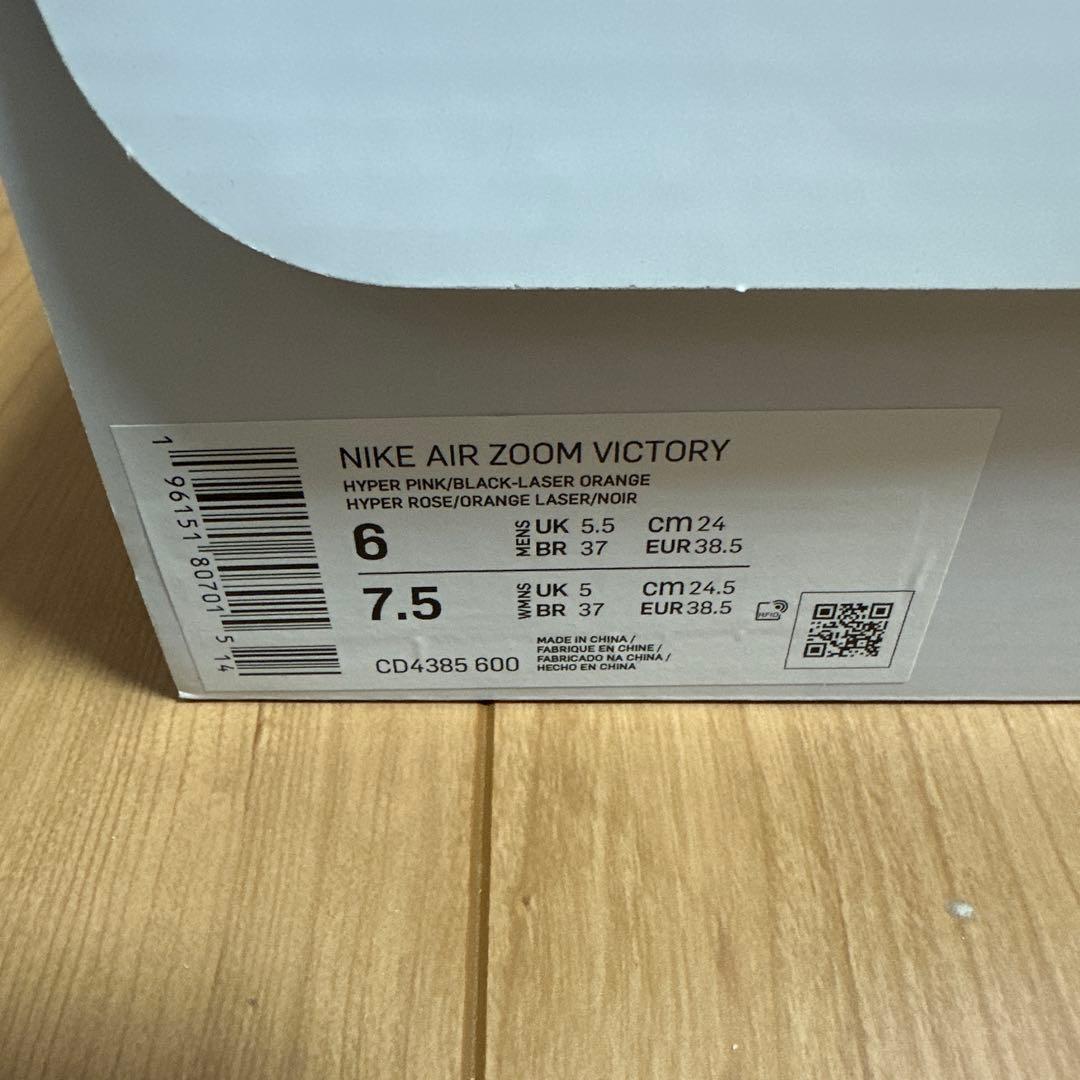 NIKE AIR ZOOM VICTORY
HYPER PINK/BLACK-LASER ORANGE
HYPER ROSE/ORANGE LASER/NOIR
6 MENS UK 5.5 cm 24
BR 37 EUR 38.5
7.5 WMNS UK 5 cm 24.5
BR 37 EUR 38.5
RFID
CD4385 600
MADE IN CHINA /
FABRIQUE EN CHINE /
FABRICADO NA CHINA /
HECHO EN CHINA
1 96151 80701 5 14